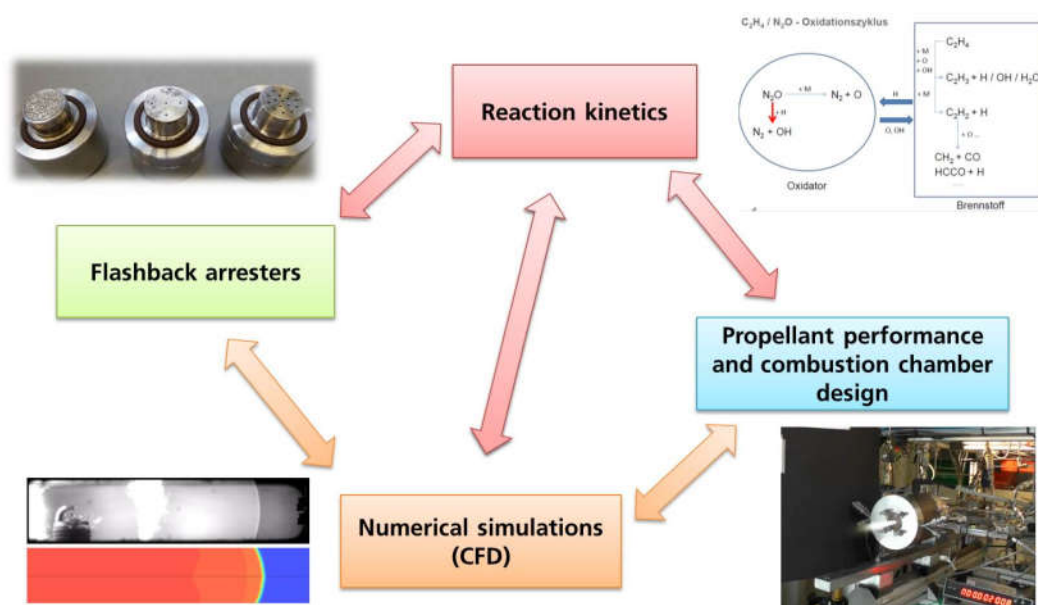 C₂H₄ / N₂O - Oxidationszyklus
+ M
+ O
+ OH
C₂H₄
C₂H₃ + H / OH / H₂O
+ M
C₂H₂ + H
+ O ...
CH₂ + CO
HCCO + H
Brennstoff
N₂O
+ M
N₂ + O
+ H
N₂ + OH
Oxidator
H
O, OH
Reaction kinetics
Flashback arresters
Propellant performance
and combustion chamber
design
Numerical simulations
(CFD)